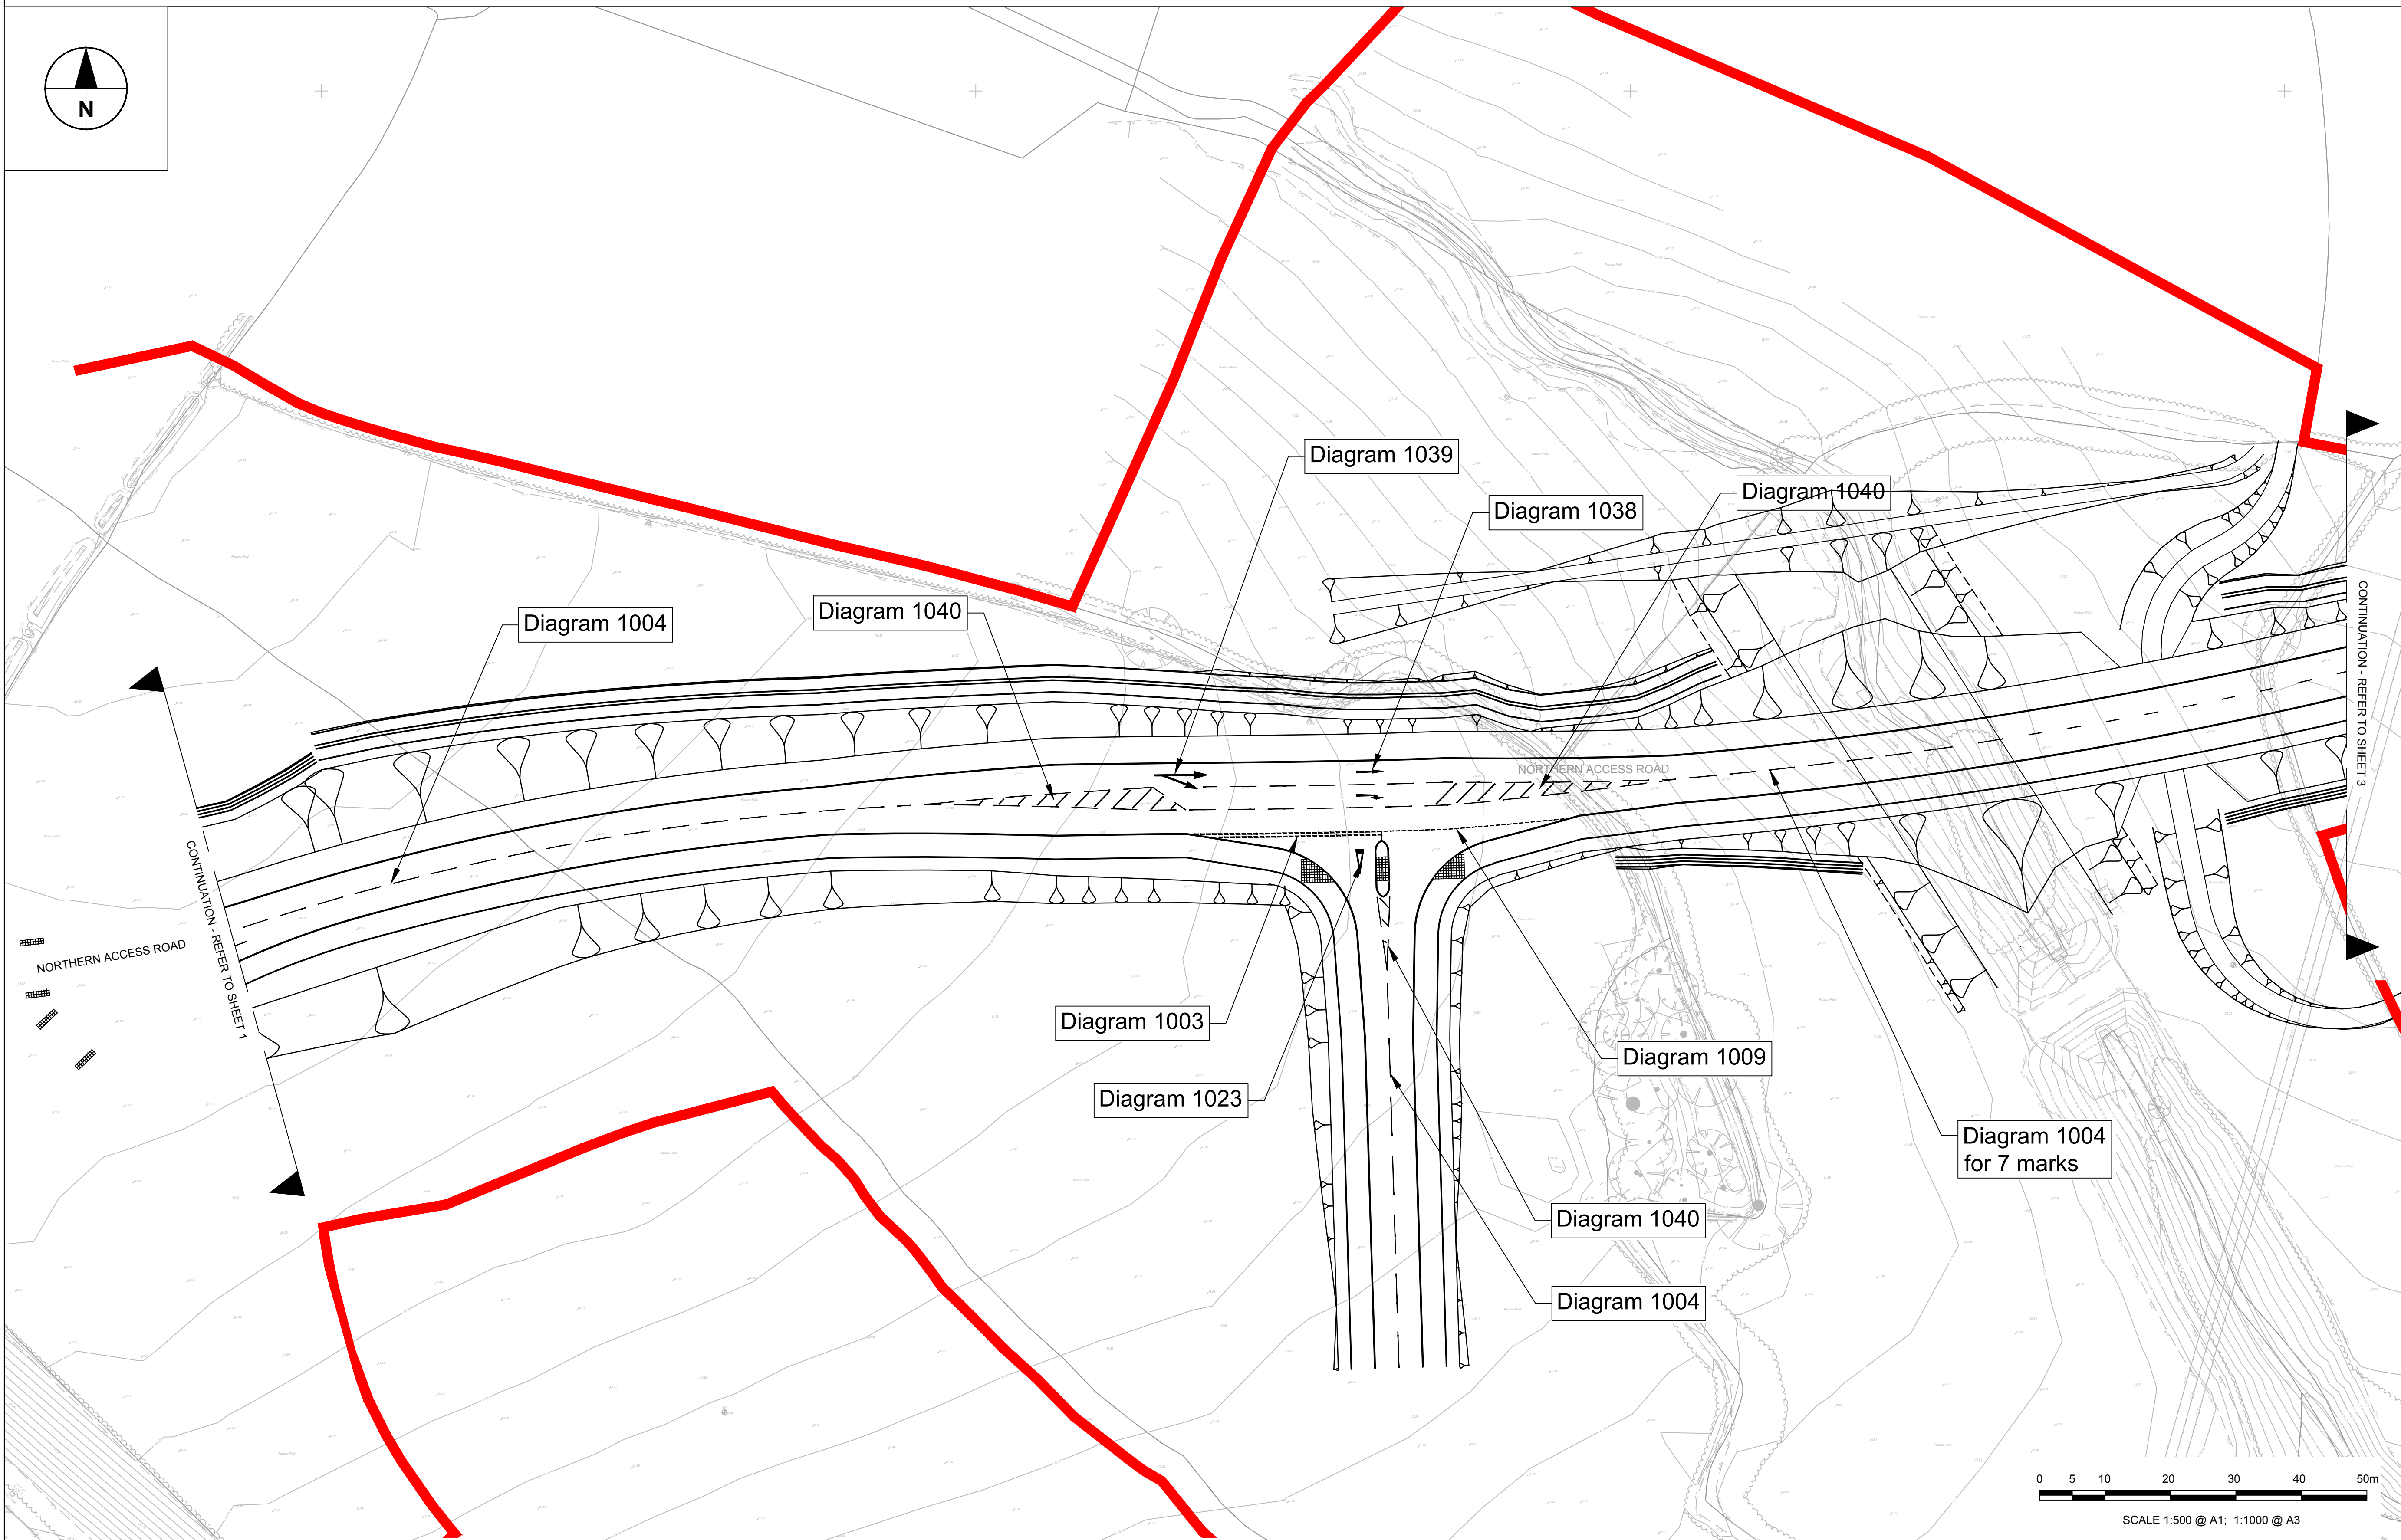 N
Diagram 1039
Diagram 1040
Diagram 1038
Diagram 1004
Diagram 1040
CONTINUATION - REFER TO SHEET 3
NORTHERN ACCESS ROAD
CONTINUATION - REFER TO SHEET 1
NORTHERN ACCESS ROAD
Diagram 1003
Diagram 1009
Diagram 1023
Diagram 1004
for 7 marks
Diagram 1040
Diagram 1004
0 5 10 20 30 40 50m
SCALE 1:500 @ A1; 1:1000 @ A3